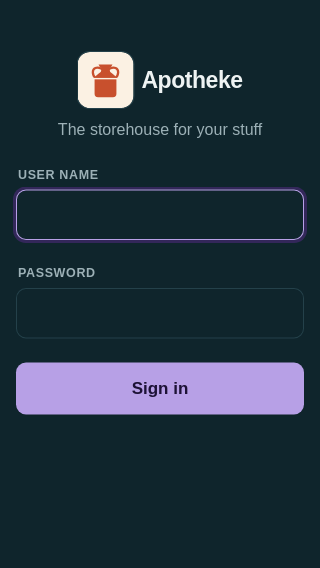 Apotheke
The storehouse for your stuff
USER NAME
PASSWORD
Sign in